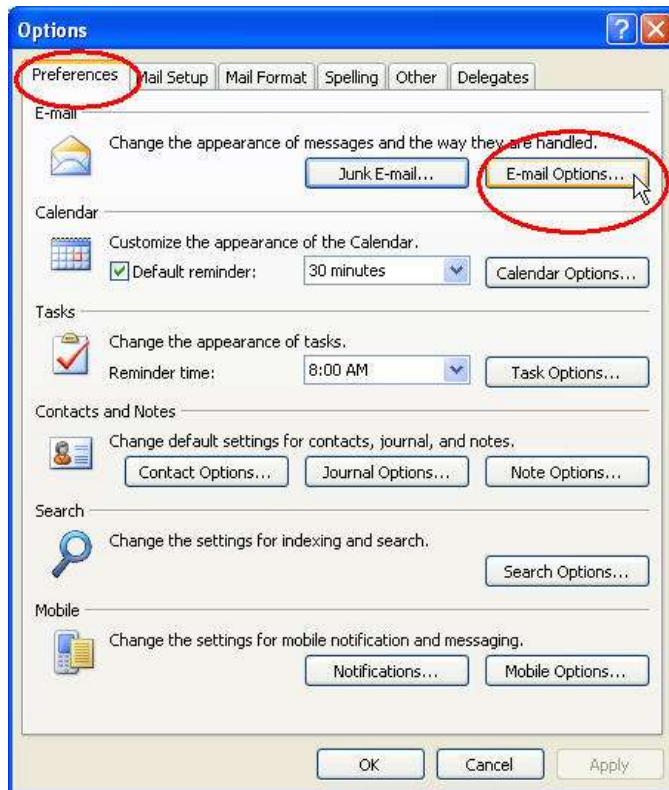 Options
Preferences Mail Setup Mail Format Spelling Other Delegates
E-mail
Change the appearance of messages and the way they are handled.
Junk E-mail... E-mail Options...
Calendar
Customize the appearance of the Calendar.
Default reminder: 30 minutes Calendar Options...
Tasks
Change the appearance of tasks.
Reminder time: 8:00 AM Task Options...
Contacts and Notes
Change default settings for contacts, journal, and notes.
Contact Options... Journal Options... Note Options...
Search
Change the settings for indexing and search.
Search Options...
Mobile
Change the settings for mobile notification and messaging.
Notifications... Mobile Options...
OK Cancel Apply